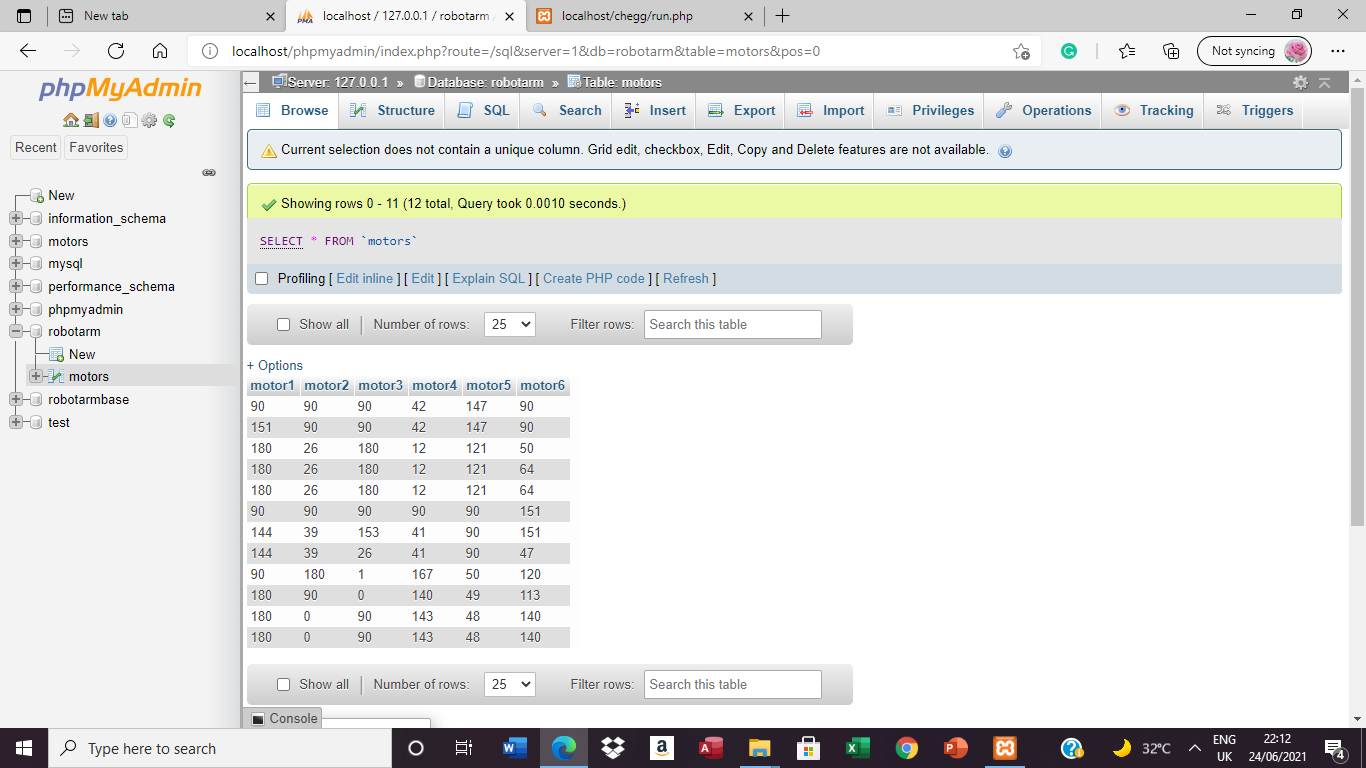 New tab
localhost / 127.0.0.1 / robotarm
localhost/chegg/run.php
localhost/phpmyadmin/index.php?route=/sql&server=1&db=robotarm&table=motors&pos=0
Not syncing
phpMyAdmin
Recent Favorites
New
information_schema
motors
mysql
performance_schema
phpmyadmin
robotarm
New
motors
robotarmbase
test
Server: 127.0.0.1 » Database: robotarm » Table: motors
Browse Structure SQL Search Insert Export Import Privileges Operations Tracking Triggers
Current selection does not contain a unique column. Grid edit, checkbox, Edit, Copy and Delete features are not available.
Showing rows 0 - 11 (12 total, Query took 0.0010 seconds.)
SELECT * FROM `motors`
Profiling [ Edit inline ] [ Edit ] [ Explain SQL ] [ Create PHP code ] [ Refresh ]
Show all Number of rows: 25 Filter rows: Search this table
+ Options
motor1 motor2 motor3 motor4 motor5 motor6
90 90 90 42 147 90
151 90 90 42 147 90
180 26 180 12 121 50
180 26 180 12 121 64
180 26 180 12 121 64
90 90 90 90 90 151
144 39 153 41 90 151
144 39 26 41 90 47
90 180 1 167 50 120
180 90 0 140 49 113
180 0 90 143 48 140
180 0 90 143 48 140
Show all Number of rows: 25 Filter rows: Search this table
Console
Type here to search
32°C
ENG
UK
22:12
24/06/2021
4